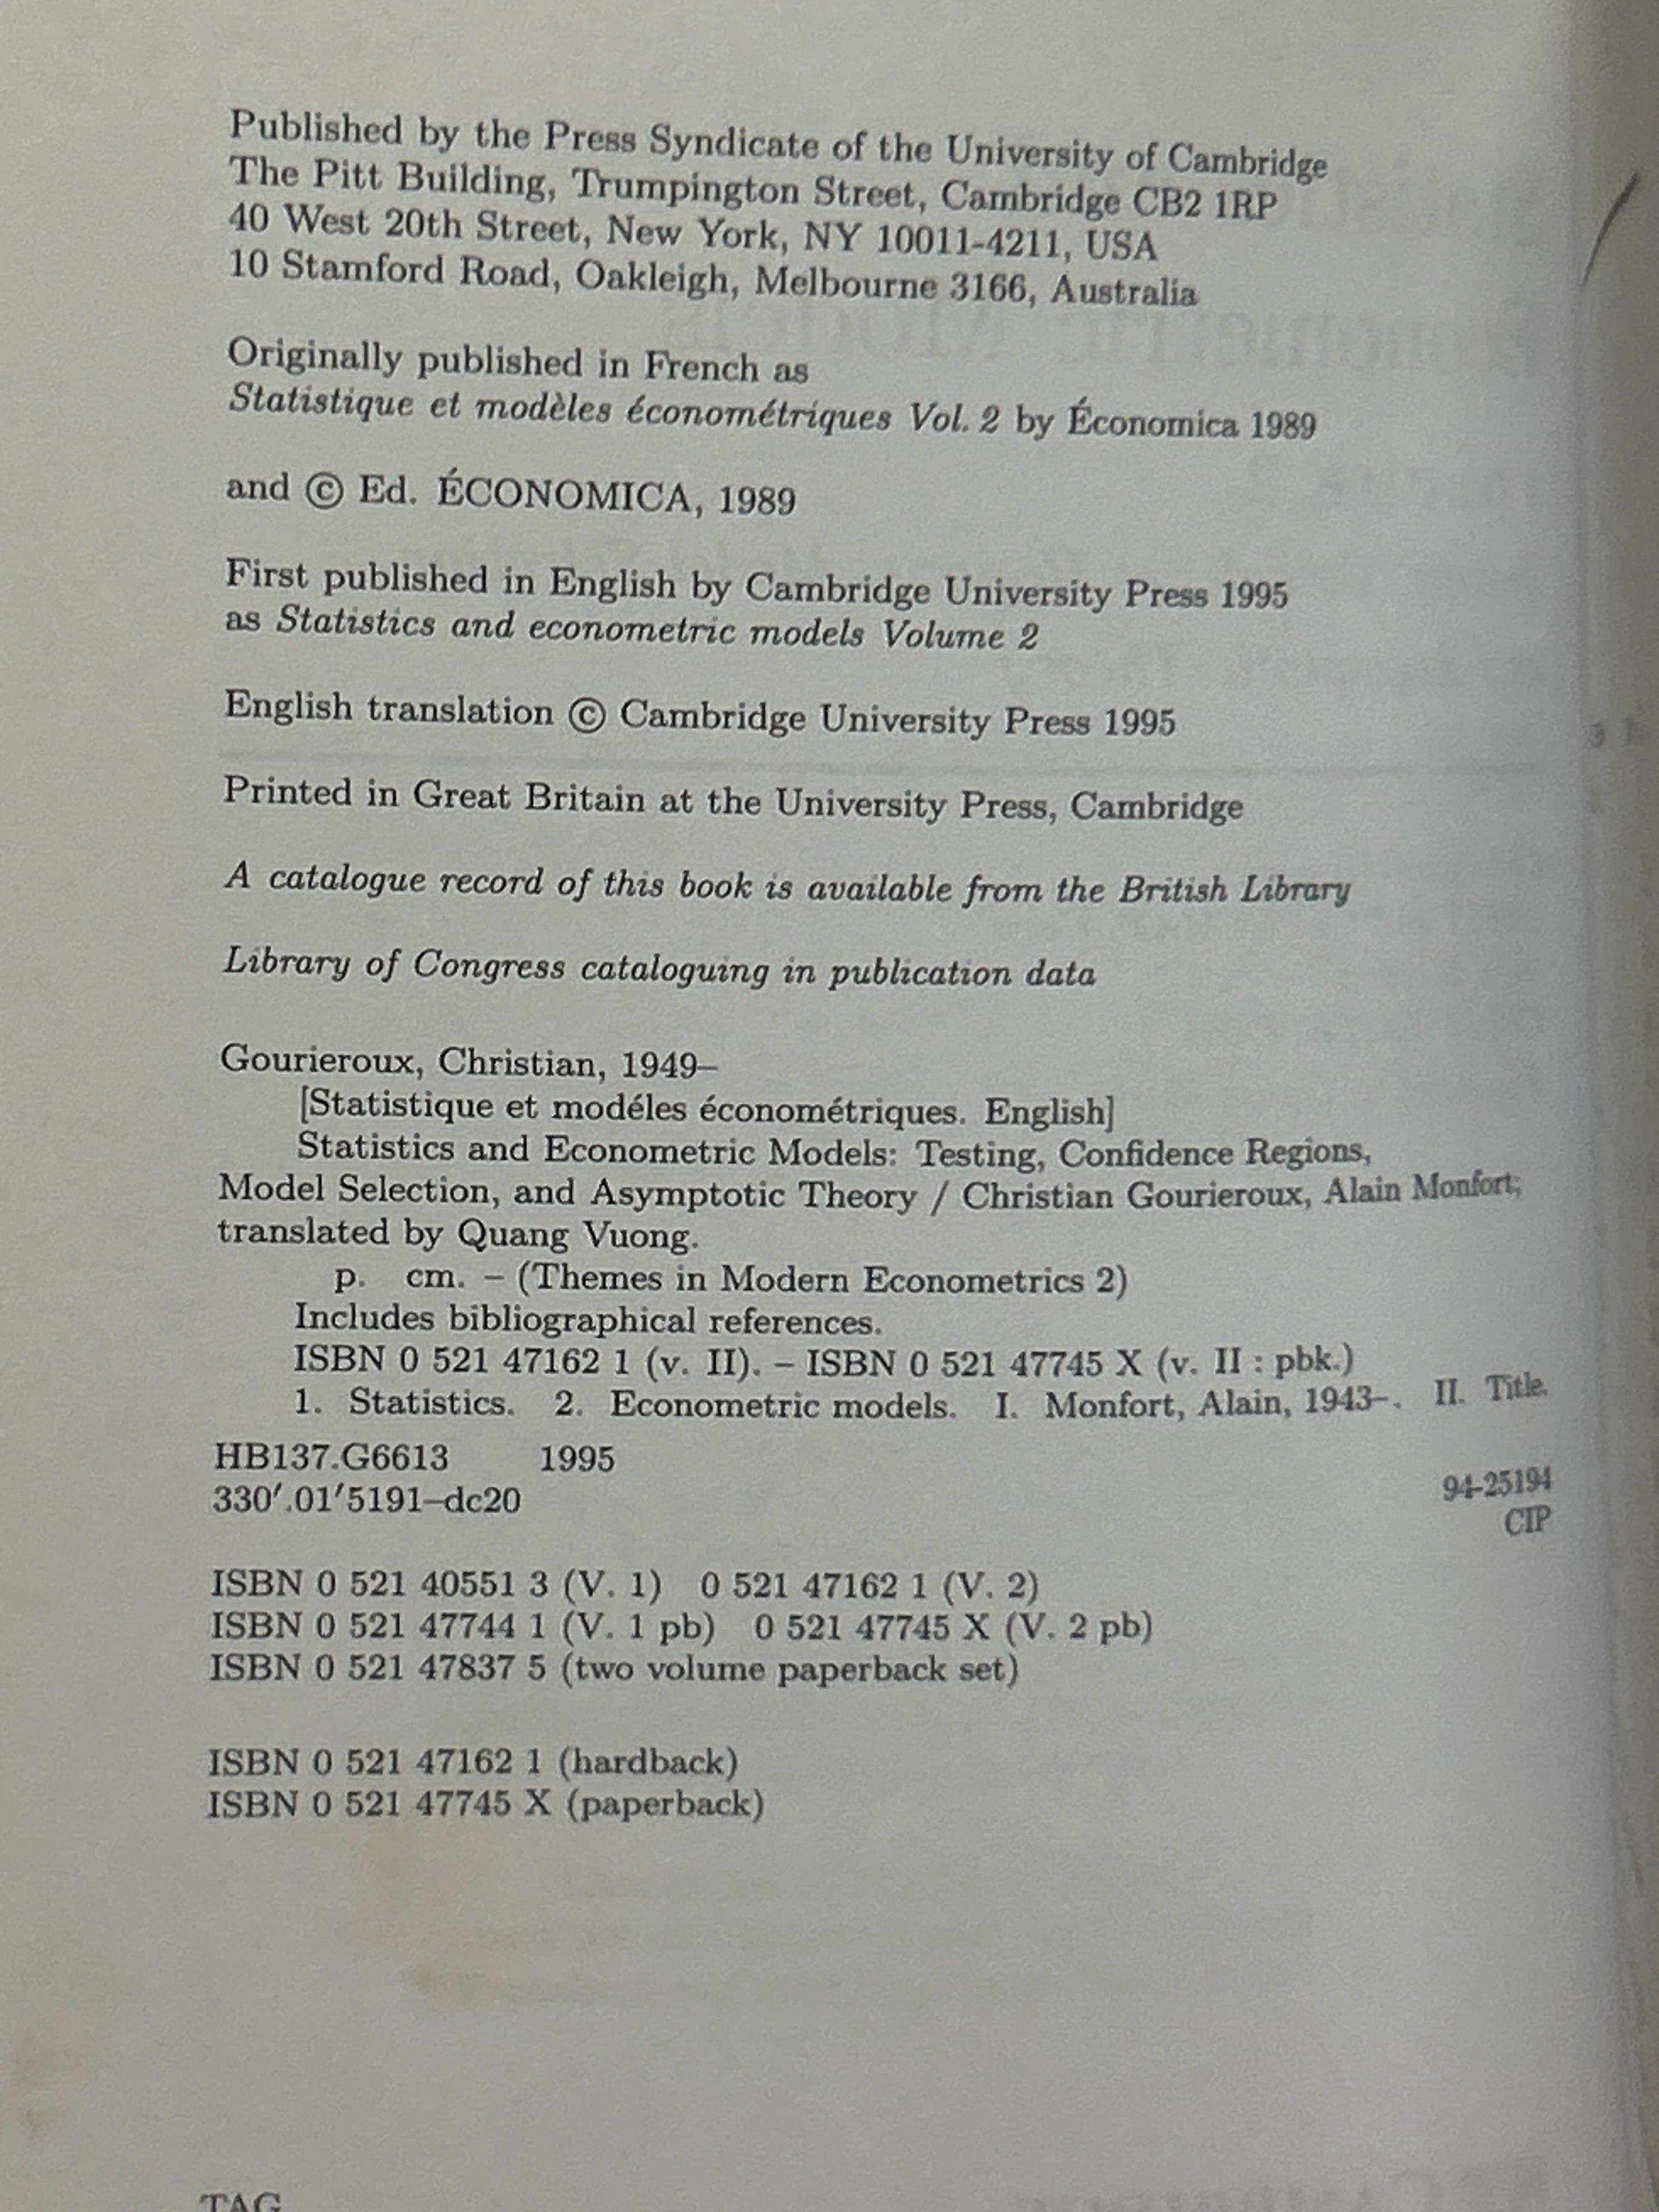 Published by the Press Syndicate of the University of Cambridge
The Pitt Building, Trumpington Street, Cambridge CB2 1RP
40 West 20th Street, New York, NY 10011-4211, USA
10 Stamford Road, Oakleigh, Melbourne 3166, Australia
Originally published in French as
Statistique et modèles économétriques Vol. 2 by Économica 1989
and © Ed. ÉCONOMICA, 1989
First published in English by Cambridge University Press 1995
as Statistics and econometric models Volume 2
English translation © Cambridge University Press 1995
Printed in Great Britain at the University Press, Cambridge
A catalogue record of this book is available from the British Library
Library of Congress cataloguing in publication data
Gourieroux, Christian, 1949–
[Statistique et modéles économétriques. English]
Statistics and Econometric Models: Testing, Confidence Regions,
Model Selection, and Asymptotic Theory / Christian Gourieroux, Alain Monfort;
translated by Quang Vuong.
p. cm. – (Themes in Modern Econometrics 2)
Includes bibliographical references.
ISBN 0 521 47162 1 (v. II). – ISBN 0 521 47745 X (v. II : pbk.)
1. Statistics. 2. Econometric models. I. Monfort, Alain, 1943–. II. Title.
HB137.G6613 1995
330′.01′5191–dc20 94-25194
CIP
ISBN 0 521 40551 3 (V. 1) 0 521 47162 1 (V. 2)
ISBN 0 521 47744 1 (V. 1 pb) 0 521 47745 X (V. 2 pb)
ISBN 0 521 47837 5 (two volume paperback set)
ISBN 0 521 47162 1 (hardback)
ISBN 0 521 47745 X (paperback)
TAG